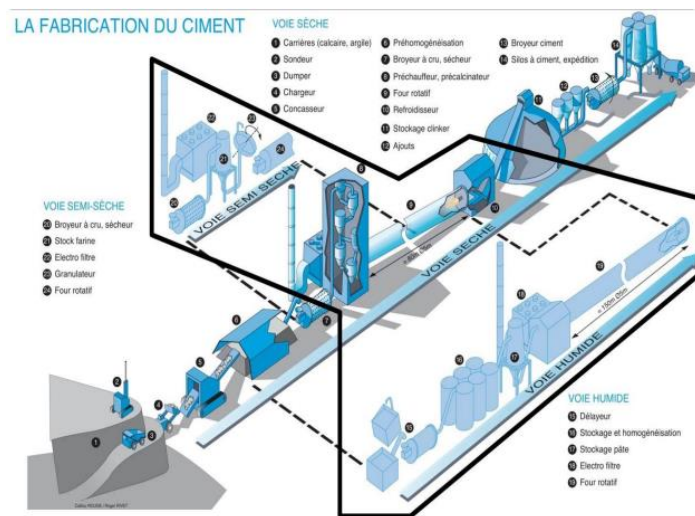 LA FABRICATION DU CIMENT
VOIE SÈCHE
1 Carrières (calcaire, argile)
2 Sondeur
3 Dumper
4 Chargeur
5 Concasseur
6 Préhomogénéisation
7 Broyeur à cru, sécheur
8 Préchauffeur, précalcinateur
9 Four rotatif
10 Refroidisseur
11 Stockage clinker
12 Ajouts
13 Broyeur ciment
14 Silos à ciment, expédition
VOIE SEMI-SÈCHE
20 Broyeur à cru, sécheur
21 Stock farine
22 Electro filtre
23 Granulateur
24 Four rotatif
VOIE SEMI SECHE
VOIE SECHE
≈ 80m Ø5m
VOIE HUMIDE
≈ 150m Ø5m
VOIE HUMIDE
15 Délayeur
16 Stockage et homogénéisation
17 Stockage pâte
18 Electro filtre
19 Four rotatif